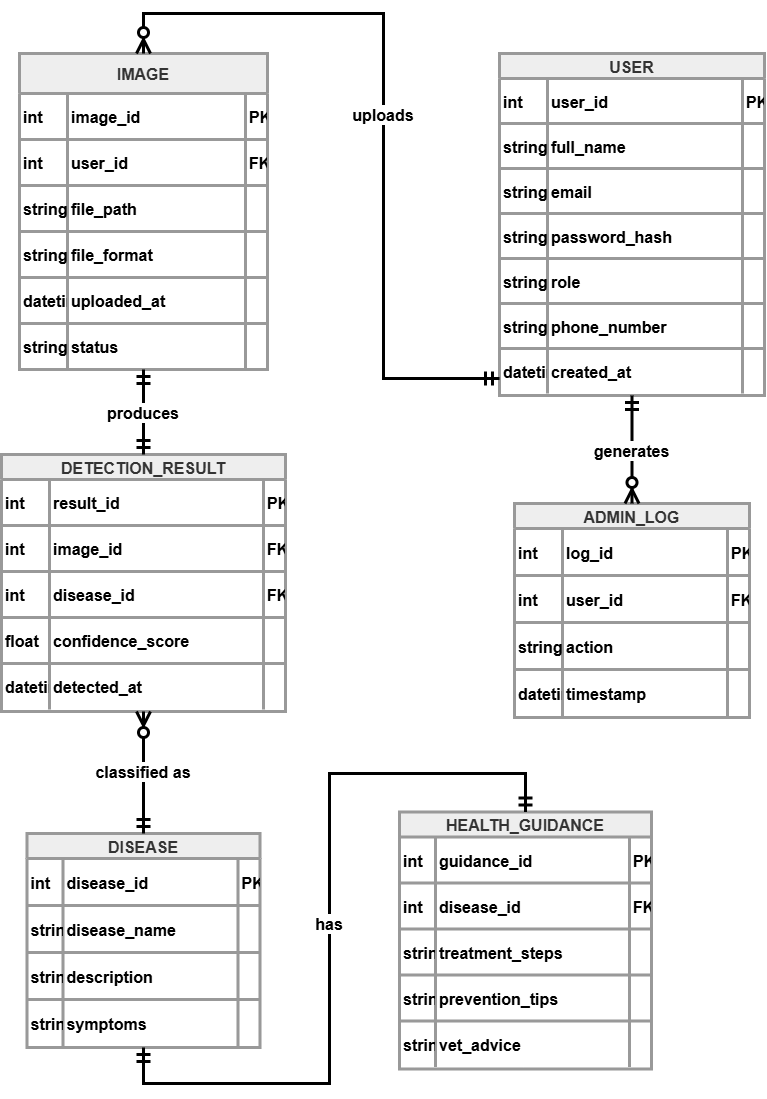 IMAGE
int image_id PK
int user_id FK
string file_path
string file_format
dateti uploaded_at
string status
uploads
USER
int user_id PK
string full_name
string email
string password_hash
string role
string phone_number
dateti created_at
produces
generates
DETECTION_RESULT
int result_id PK
int image_id FK
int disease_id FK
float confidence_score
dateti detected_at
ADMIN_LOG
int log_id PK
int user_id FK
string action
dateti timestamp
classified as
DISEASE
int disease_id PK
strin disease_name
strin description
strin symptoms
has
HEALTH_GUIDANCE
int guidance_id PK
int disease_id FK
strin treatment_steps
strin prevention_tips
strin vet_advice